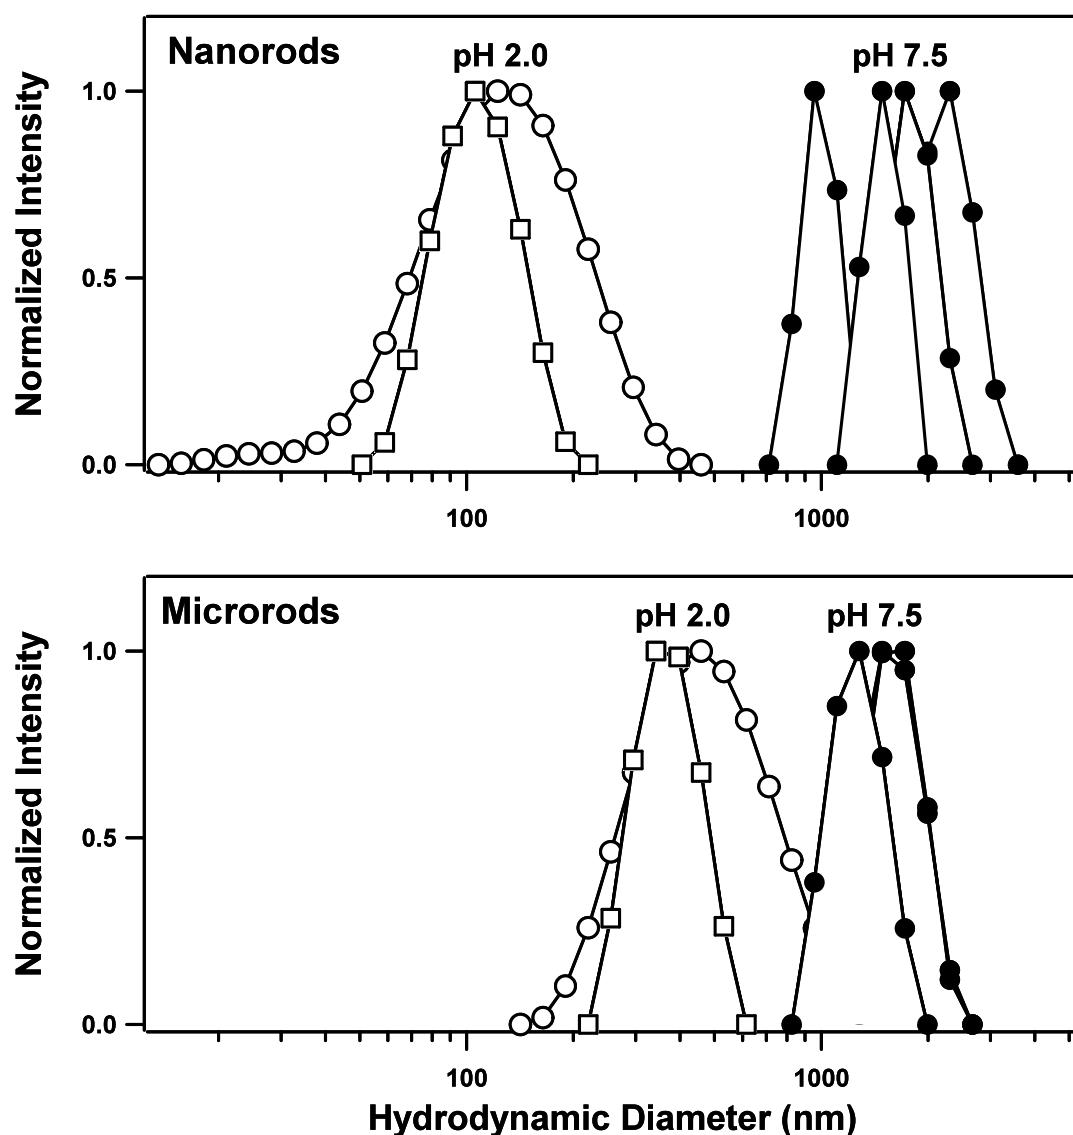 Nanorods
pH 2.0
pH 7.5
Normalized Intensity
1.0
0.5
0.0
100
1000
Microrods
pH 2.0
pH 7.5
Normalized Intensity
1.0
0.5
0.0
100
1000
Hydrodynamic Diameter (nm)